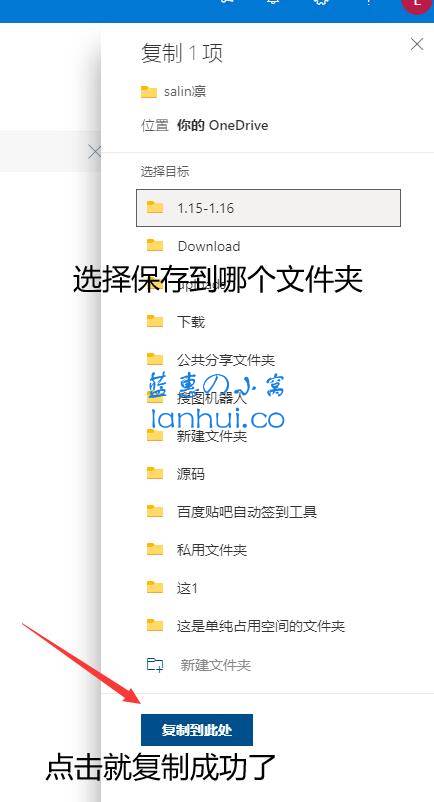 复制 1 项
salin凛
位置 你的 OneDrive
选择目标
1.15-1.16
Download
选择保存到哪个文件夹
下载
公共分享文件夹
蓝惠の小窝
搜图机器人
lanhui.co
新建文件夹
源码
百度贴吧自动签到工具
私用文件夹
这1
这是单纯占用空间的文件夹
新建文件夹
复制到此处
点击就复制成功了